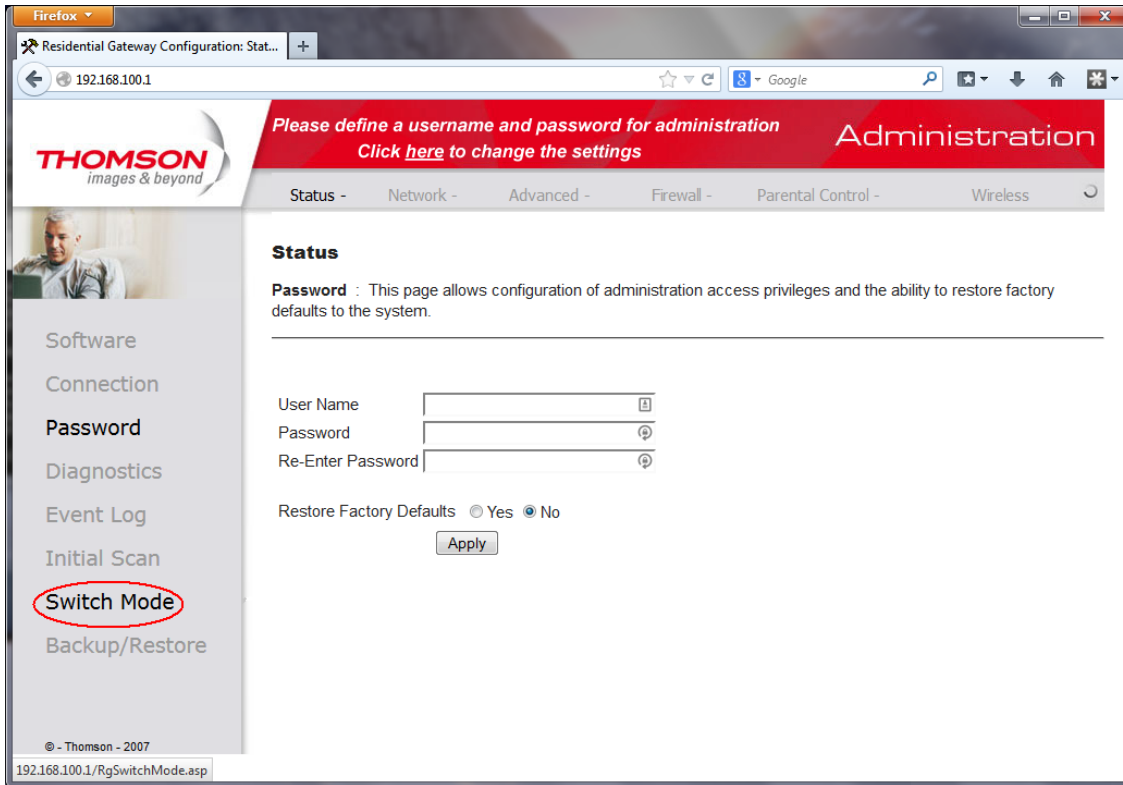 Firefox
Residential Gateway Configuration: Stat...
192.168.100.1
Google
THOMSON
images & beyond
Please define a username and password for administration
Click here to change the settings
Administration
Status - Network - Advanced - Firewall - Parental Control - Wireless
Status
Password : This page allows configuration of administration access privileges and the ability to restore factory
defaults to the system.
Software
Connection
Password
Diagnostics
Event Log
Initial Scan
Switch Mode
Backup/Restore
User Name
Password
Re-Enter Password
Restore Factory Defaults Yes No
Apply
© - Thomson - 2007
192.168.100.1/RgSwitchMode.asp